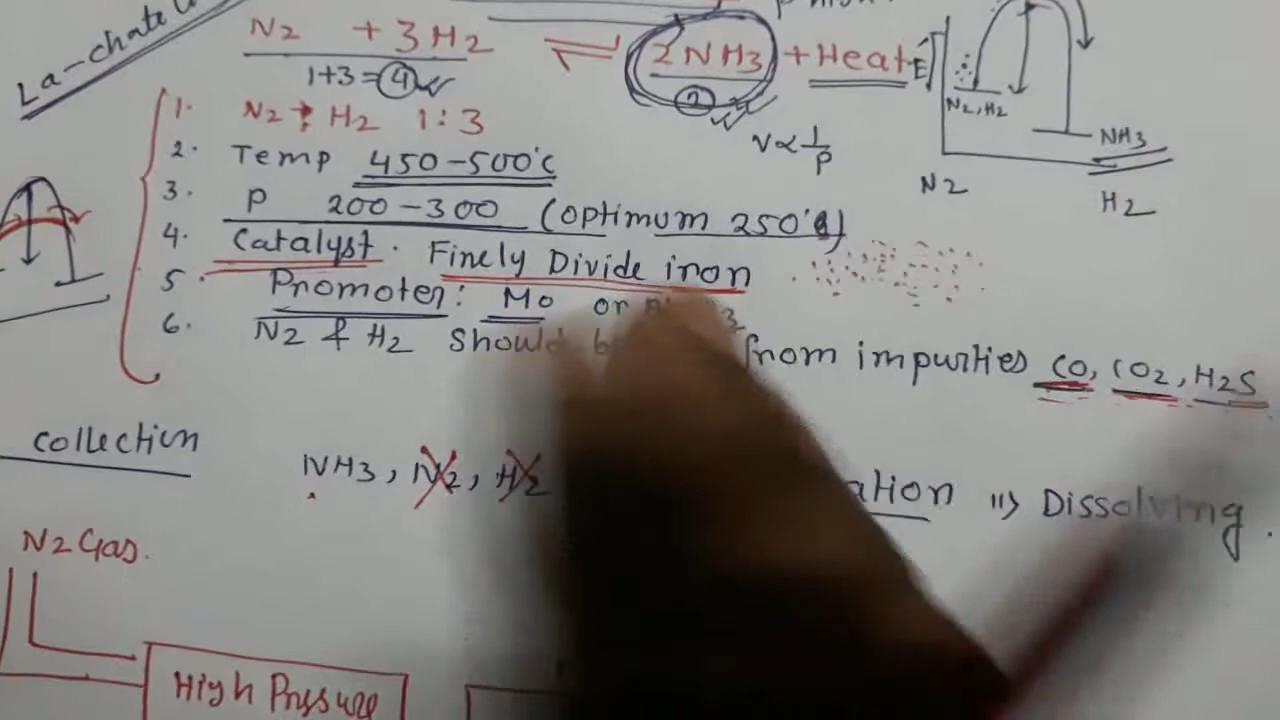 La-chate
N2 + 3H2 ⇌ 2NH3 + Heat
1+3=4
2
1. N2 : H2 1:3
V∝1/P
2. Temp 450-500°C
3. P 200-300 (optimum 250
4. Catalyst. Finely Divide iron
5. Promoter: Mo or
6. N2 & H2 Should from impurties CO, CO2, H2S
E
N2, H2
NH3
N2
H2
Collection
NH3, N2, H2
ation ⇒ Dissolving.
N2 Gas.
High Pressure